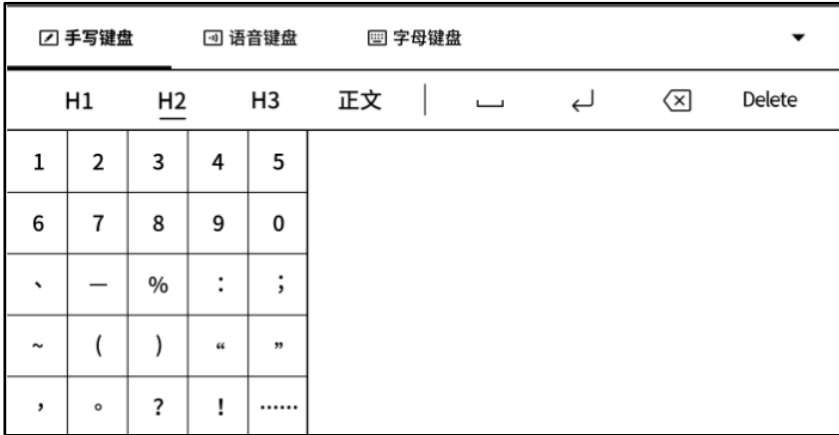 手写键盘 语音键盘 字母键盘
H1 H2 H3 正文 Delete
1 2 3 4 5
6 7 8 9 0
、 — % : ;
~ ( ) “ ”
, 。 ? ! ……